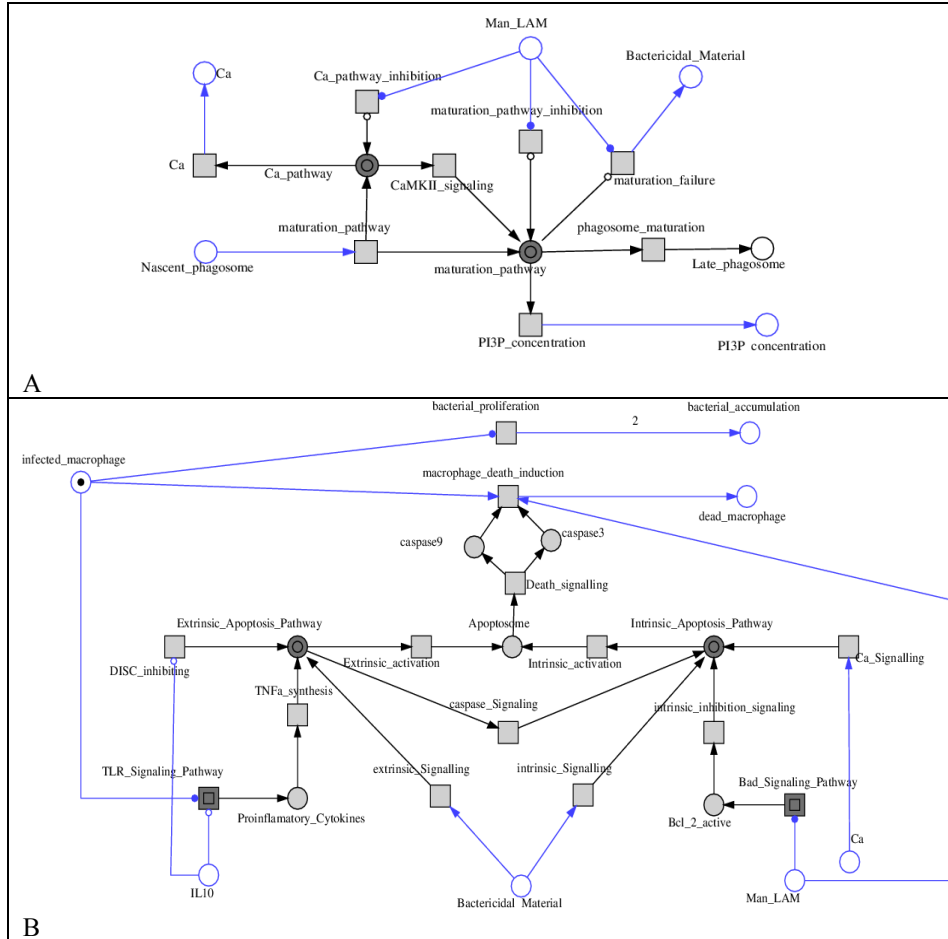 Man_LAM
Ca
Ca_pathway_inhibition
Bactericidal_Material
maturation_pathway_inhibition
Ca
Ca_pathway
CaMKII_signaling
maturation_failure
maturation_pathway
phagosome_maturation
Nascent_phagosome
maturation_pathway
Late_phagosome
PI3P_concentration
PI3P_concentration
A
bacterial_proliferation
bacterial_accumulation
2
infected_macrophage
macrophage_death_induction
dead_macrophage
caspase9
caspase3
Death_signalling
Extrinsic_Apoptosis_Pathway
Apoptosome
Intrinsic_Apoptosis_Pathway
DISC_inhibiting
Extrinsic_activation
Intrinsic_activation
Ca_Signalling
TNFa_synthesis
caspase_Signaling
intrinsic_inhibition_signaling
TLR_Signaling_Pathway
extrinsic_Signalling
intrinsic_Signalling
Bad_Signaling_Pathway
Proinflamatory_Cytokines
Bcl_2_active
Ca
IL10
Bactericidal_Material
Man_LAM
B